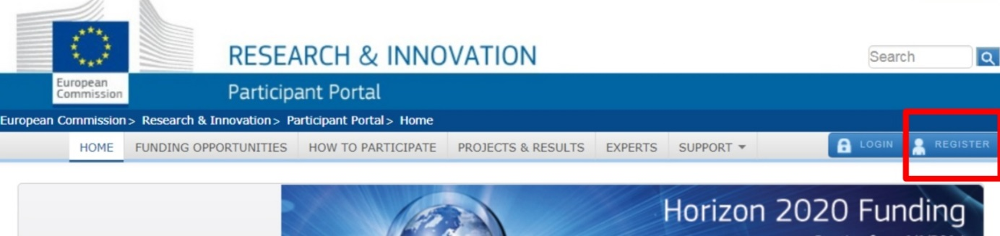 RESEARCH & INNOVATION
Search
European
Commission
Participant Portal
European Commission > Research & Innovation > Participant Portal > Home
HOME FUNDING OPPORTUNITIES HOW TO PARTICIPATE PROJECTS & RESULTS EXPERTS SUPPORT LOGIN REGISTER
Horizon 2020 Funding